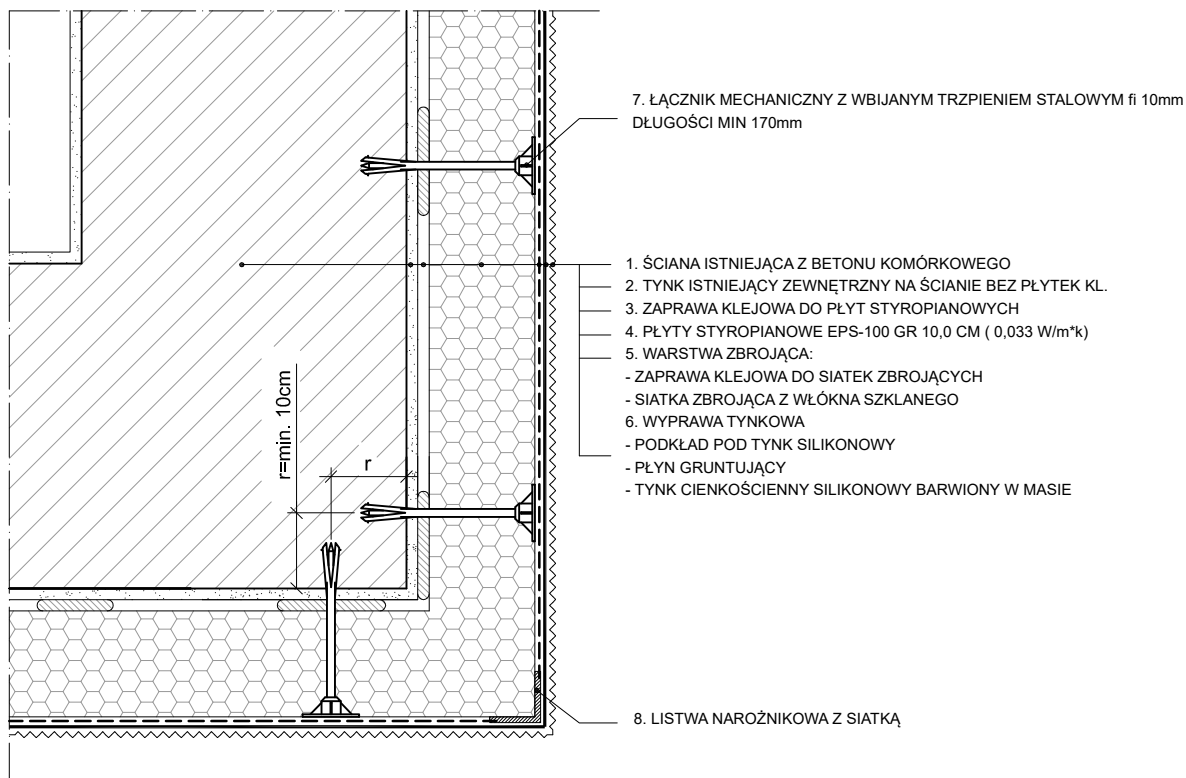 7. ŁĄCZNIK MECHANICZNY Z WBIJANYM TRZPIENIEM STALOWYM fi 10mm
DŁUGOŚCI MIN 170mm
1. ŚCIANA ISTNIEJĄCA Z BETONU KOMÓRKOWEGO
2. TYNK ISTNIEJĄCY ZEWNĘTRZNY NA ŚCIANIE BEZ PŁYTEK KL.
3. ZAPRAWA KLEJOWA DO PŁYT STYROPIANOWYCH
4. PŁYTY STYROPIANOWE EPS-100 GR 10,0 CM ( 0,033 W/m*k)
5. WARSTWA ZBROJĄCA:
- ZAPRAWA KLEJOWA DO SIATEK ZBROJĄCYCH
- SIATKA ZBROJĄCA Z WŁÓKNA SZKLANEGO
6. WYPRAWA TYNKOWA
- PODKŁAD POD TYNK SILIKONOWY
- PŁYN GRUNTUJĄCY
- TYNK CIENKOŚCIENNY SILIKONOWY BARWIONY W MASIE
r=min. 10cm
r
8. LISTWA NAROŻNIKOWA Z SIATKĄ